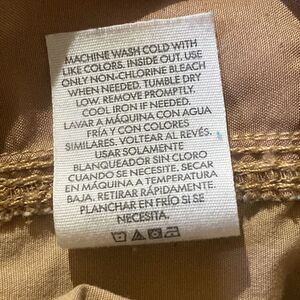 MACHINE WASH COLD WITH
LIKE COLORS. INSIDE OUT. USE
ONLY NON-CHLORINE BLEACH
WHEN NEEDED. TUMBLE DRY
LOW. REMOVE PROMPTLY.
COOL IRON IF NEEDED.
LAVAR A MÁQUINA CON AGUA
FRÍA Y CON COLORES
SIMILARES. VOLTEAR AL REVÉS.
USAR SOLAMENTE
BLANQUEADOR SIN CLORO
CUANDO SE NECESITE. SECAR
EN MÁQUINA A TEMPERATURA
BAJA. RETIRAR RÁPIDAMENTE.
PLANCHAR EN FRÍO SI SE
NECESITA.